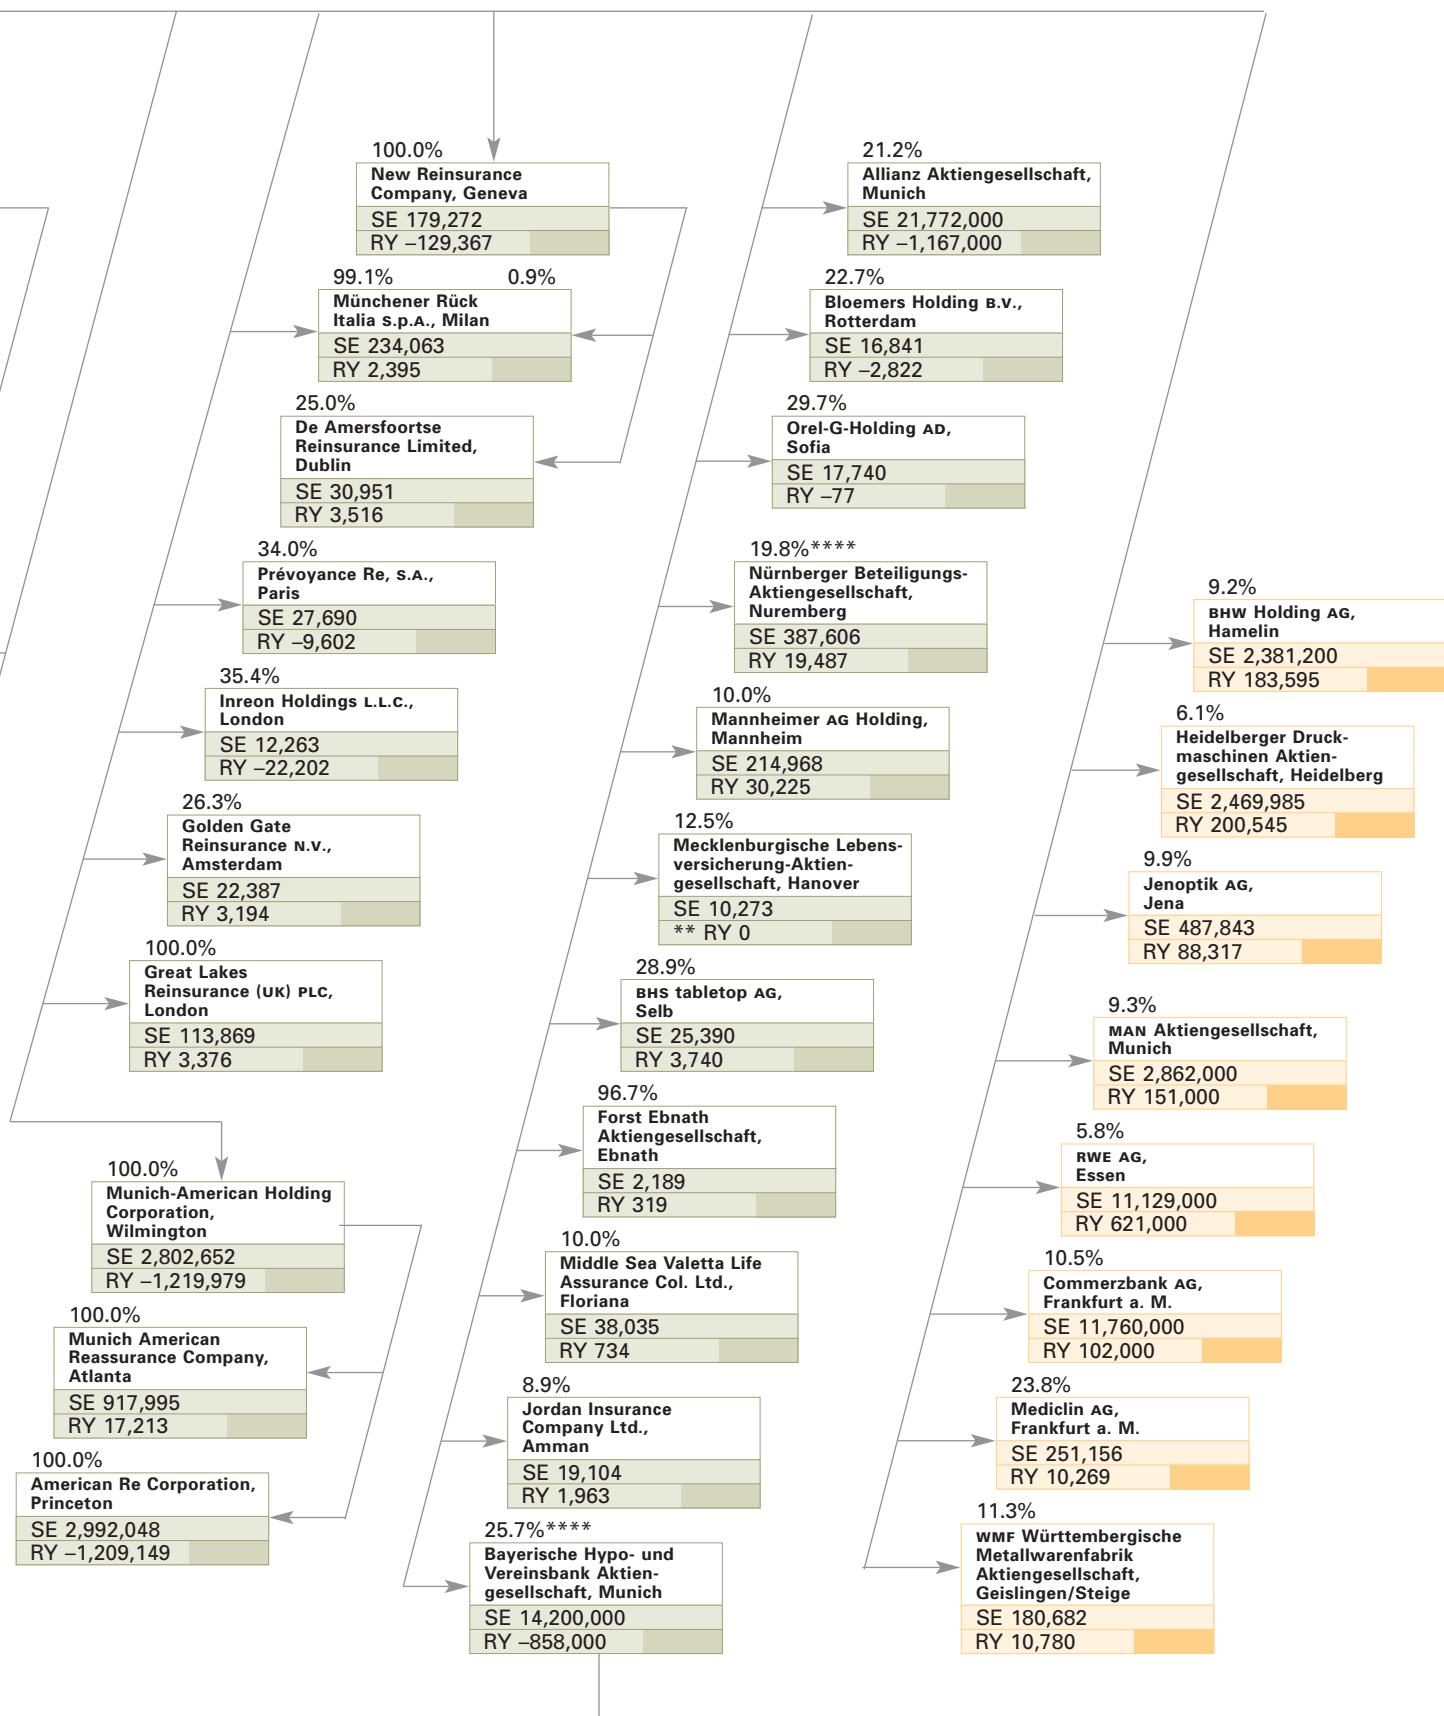 100.0%
New Reinsurance
Company, Geneva
SE 179,272
RY –129,367
99.1% 0.9%
Münchener Rück
Italia S.p.A., Milan
SE 234,063
RY 2,395
25.0%
De Amersfoortse
Reinsurance Limited,
Dublin
SE 30,951
RY 3,516
34.0%
Prévoyance Re, S.A.,
Paris
SE 27,690
RY –9,602
35.4%
Inreon Holdings L.L.C.,
London
SE 12,263
RY –22,202
26.3%
Golden Gate
Reinsurance N.V.,
Amsterdam
SE 22,387
RY 3,194
100.0%
Great Lakes
Reinsurance (UK) PLC,
London
SE 113,869
RY 3,376
100.0%
Munich-American Holding
Corporation,
Wilmington
SE 2,802,652
RY –1,219,979
100.0%
Munich American
Reassurance Company,
Atlanta
SE 917,995
RY 17,213
100.0%
American Re Corporation,
Princeton
SE 2,992,048
RY –1,209,149
21.2%
Allianz Aktiengesellschaft,
Munich
SE 21,772,000
RY –1,167,000
22.7%
Bloemers Holding B.V.,
Rotterdam
SE 16,841
RY –2,822
29.7%
Orel-G-Holding AD,
Sofia
SE 17,740
RY –77
19.8%****
Nürnberger Beteiligungs-
Aktiengesellschaft,
Nuremberg
SE 387,606
RY 19,487
10.0%
Mannheimer AG Holding,
Mannheim
SE 214,968
RY 30,225
12.5%
Mecklenburgische Lebens-
versicherung-Aktien-
gesellschaft, Hanover
SE 10,273
** RY 0
28.9%
BHS tabletop AG,
Selb
SE 25,390
RY 3,740
96.7%
Forst Ebnath
Aktiengesellschaft,
Ebnath
SE 2,189
RY 319
10.0%
Middle Sea Valetta Life
Assurance Col. Ltd.,
Floriana
SE 38,035
RY 734
8.9%
Jordan Insurance
Company Ltd.,
Amman
SE 19,104
RY 1,963
25.7%****
Bayerische Hypo- und
Vereinsbank Aktien-
gesellschaft, Munich
SE 14,200,000
RY –858,000
9.2%
BHW Holding AG,
Hamelin
SE 2,381,200
RY 183,595
6.1%
Heidelberger Druck-
maschinen Aktien-
gesellschaft, Heidelberg
SE 2,469,985
RY 200,545
9.9%
Jenoptik AG,
Jena
SE 487,843
RY 88,317
9.3%
MAN Aktiengesellschaft,
Munich
SE 2,862,000
RY 151,000
5.8%
RWE AG,
Essen
SE 11,129,000
RY 621,000
10.5%
Commerzbank AG,
Frankfurt a. M.
SE 11,760,000
RY 102,000
23.8%
Mediclin AG,
Frankfurt a. M.
SE 251,156
RY 10,269
11.3%
WMF Württembergische
Metallwarenfabrik
Aktiengesellschaft,
Geislingen/Steige
SE 180,682
RY 10,780